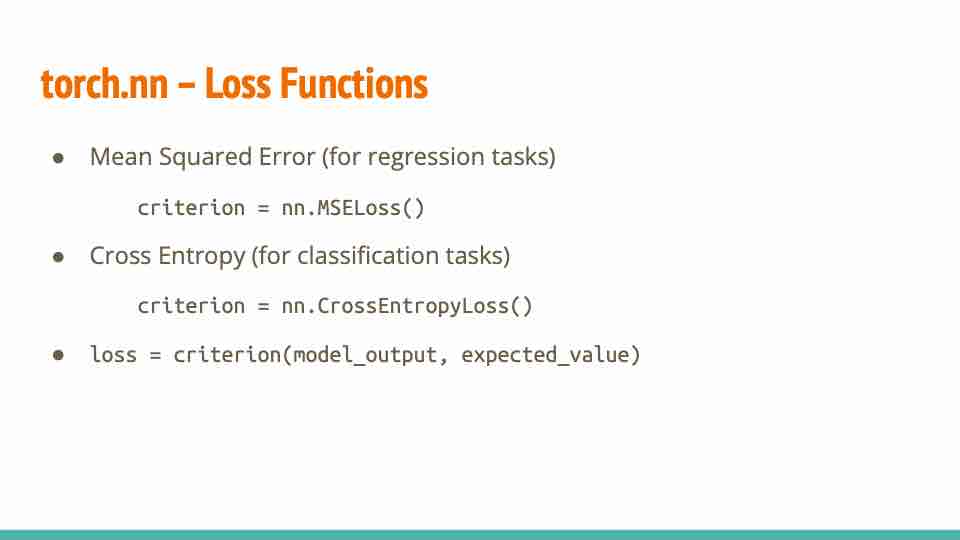 torch.nn – Loss Functions
● Mean Squared Error (for regression tasks)
criterion = nn.MSELoss()
● Cross Entropy (for classification tasks)
criterion = nn.CrossEntropyLoss()
● loss = criterion(model_output, expected_value)